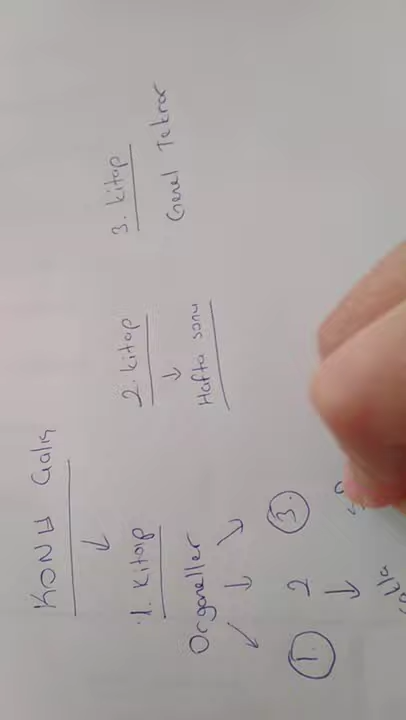 KONU Çalış
1. Kitap 2. kitap 3. kitap
Organeller Hafta sonu Genel Tekrar
1. 2 3.